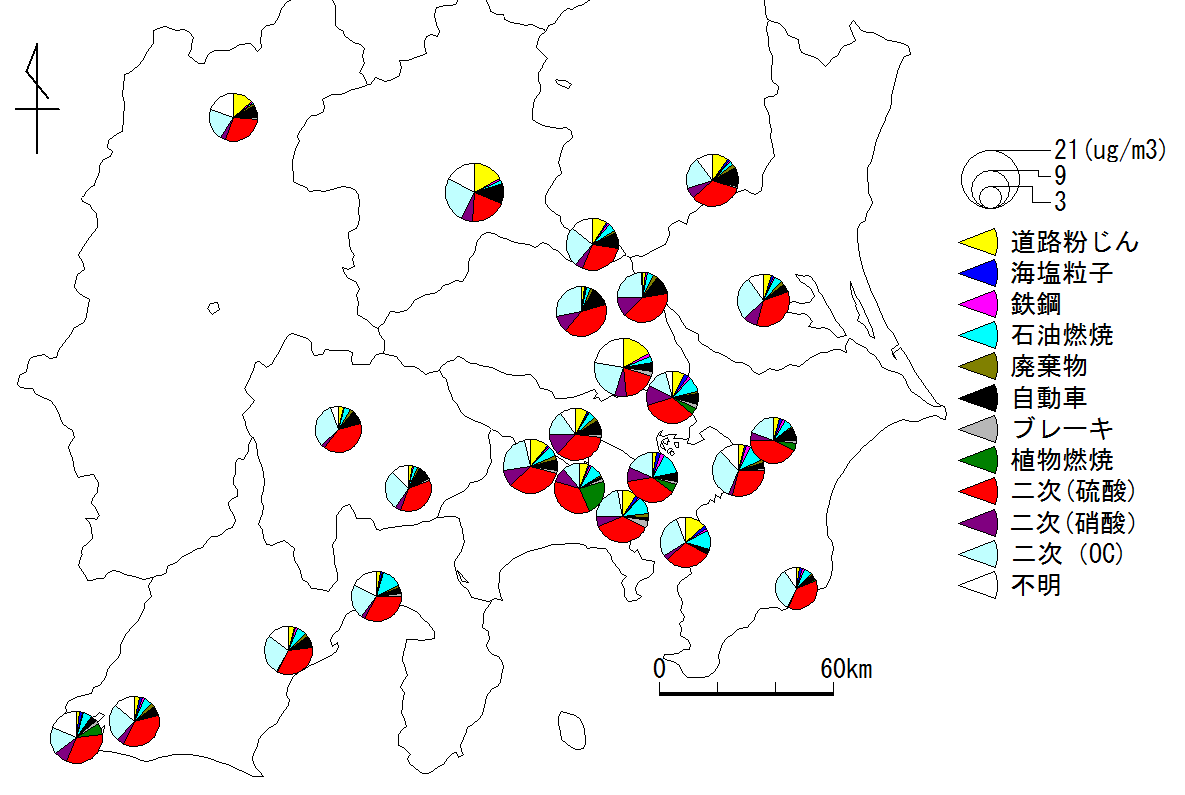 21(ug/m3)
9
3
道路粉じん
海塩粒子
鉄鋼
石油燃焼
廃棄物
自動車
ブレーキ
植物燃焼
二次(硫酸)
二次(硝酸)
二次 (OC)
不明
0 60km